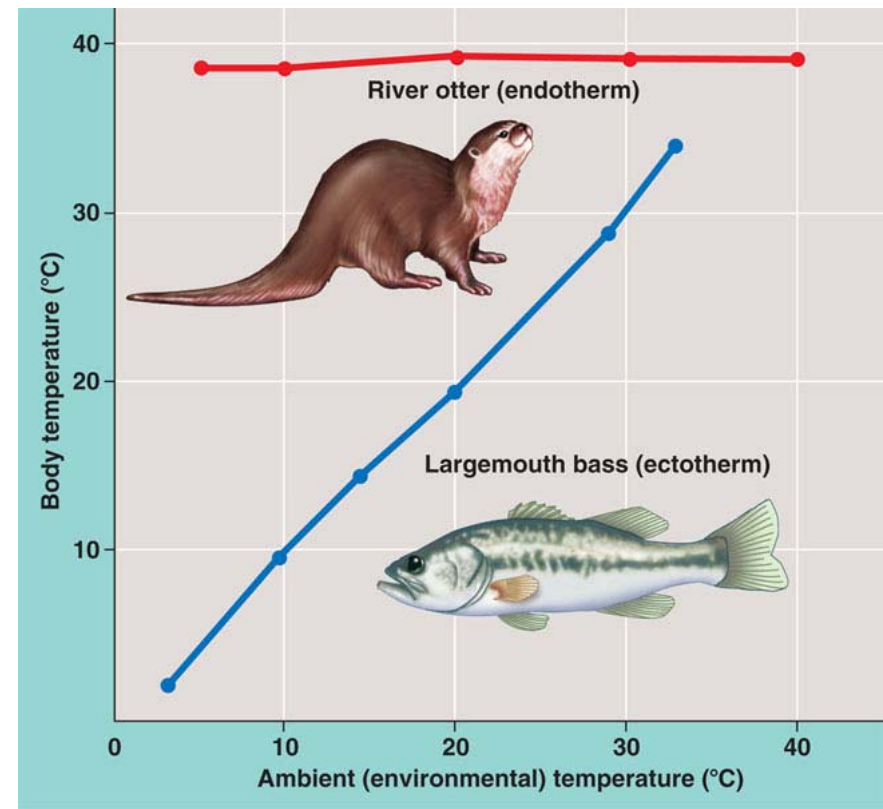 40
River otter (endotherm)
30
Body temperature (°C)
20
Largemouth bass (ectotherm)
10
0 10 20 30 40
Ambient (environmental) temperature (°C)